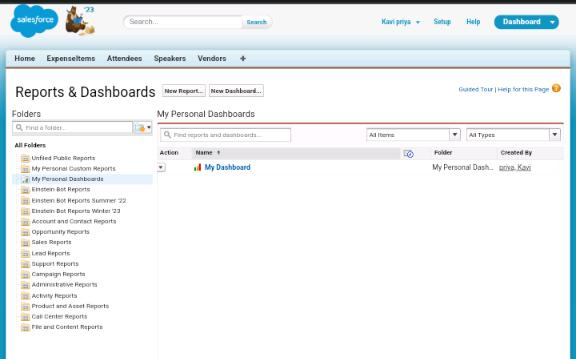 salesforce
'23
Search...
Search
Kavi priya
Setup
Help
Dashboard
Home ExpenseItems Attendees Speakers Vendors +
Reports & Dashboards
New Report...
New Dashboard...
Guided Tour | Help for this Page ?
Folders
Find a folder...
All Folders
Unfiled Public Reports
My Personal Custom Reports
My Personal Dashboards
Einstein Bot Reports
Einstein Bot Reports Summer '22
Einstein Bot Reports Winter '23
Account and Contact Reports
Opportunity Reports
Sales Reports
Lead Reports
Support Reports
Campaign Reports
Administrative Reports
Activity Reports
Product and Asset Reports
Call Center Reports
File and Content Reports
My Personal Dashboards
Find reports and dashboards...
All Items
All Types
Action Name ↑ Folder Created By
My Dashboard My Personal Dash... priya, Kavi